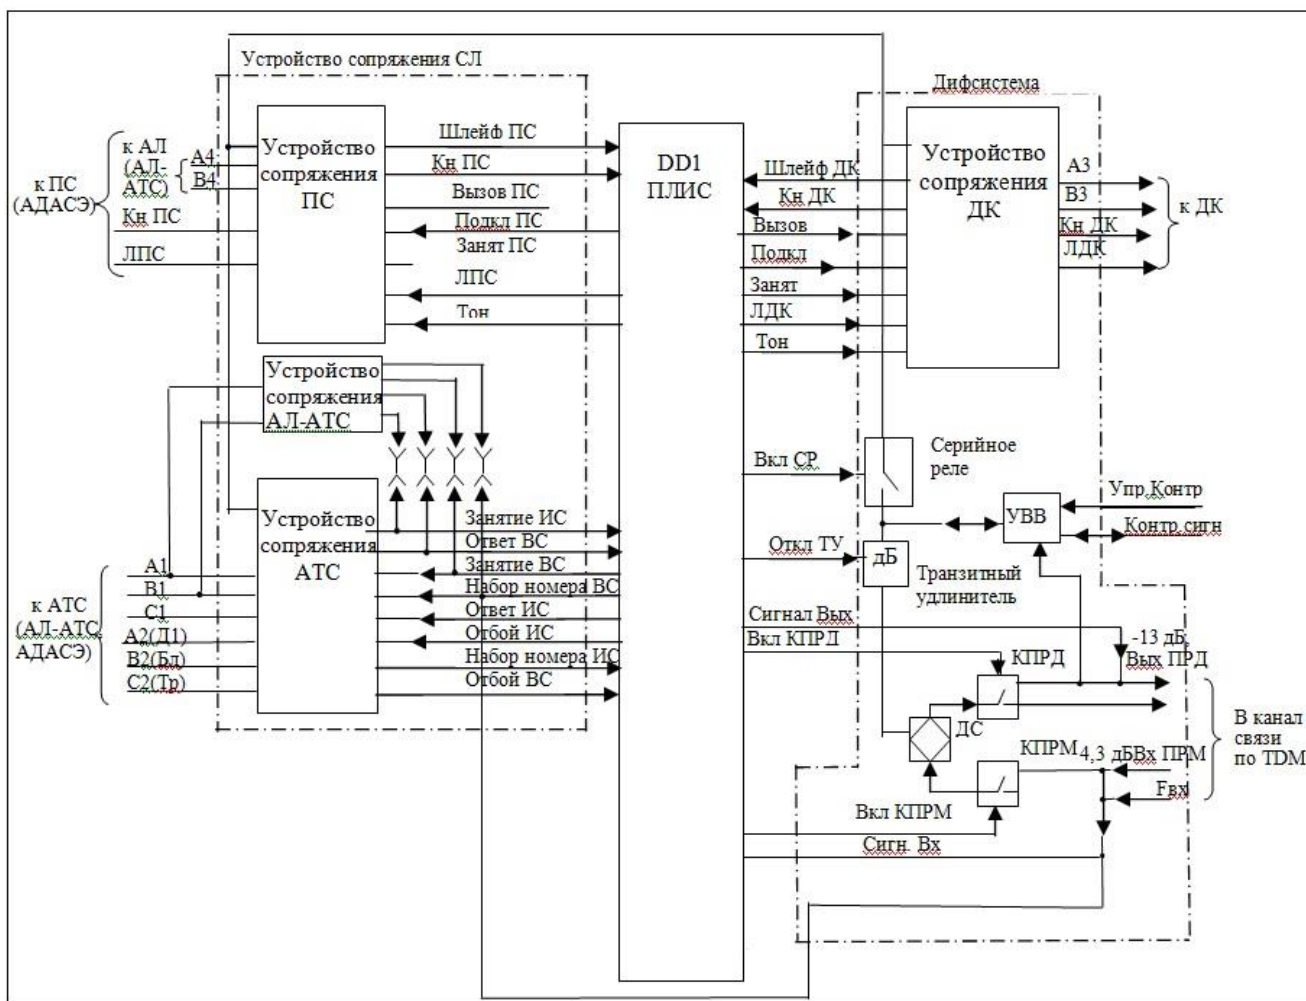 Устройство сопряжения СЛ
Устройство
сопряжения
ПС
к ПС
(АДАСЭ)
к АЛ
(АЛ-
АТС)
А4
В4
Кн ПС
ЛПС
Шлейф ПС
Кн ПС
Вызов ПС
Подкл ПС
Занят ПС
ЛПС
Тон
Устройство
сопряжения
АЛ-АТС
Устройство
сопряжения
АТС
к АТС
(АЛ-АТС,
АДАСЭ)
А1
В1
С1
А2(Д1)
В2(Бл)
С2(Тр)
Занятие ИС
Ответ ВС
Занятие ВС
Набор номера ВС
Ответ ИС
Отбой ИС
Набор номера ИС
Отбой ВС
DD1
ПЛИС
Дифсистема
Устройство
сопряжения
ДК
Шлейф ДК
Кн ДК
Вызов
Подкл
Занят
ЛДК
Тон
А3
В3
Кн ДК
ЛДК
к ДК
Вкл СР
Серийное
реле
УВВ
Упр.Контр
Контр.сигн
Откл ТУ
дБ
Транзитный
удлинитель
Сигнал Вых
Вкл КПРД
КПРД
-13 дБ,
Вых ПРД
ДС
КПРМ
4,3 дБВх ПРМ
Fвх
В канал
связи
по TDM
Вкл КПРМ
Сигн. Вх